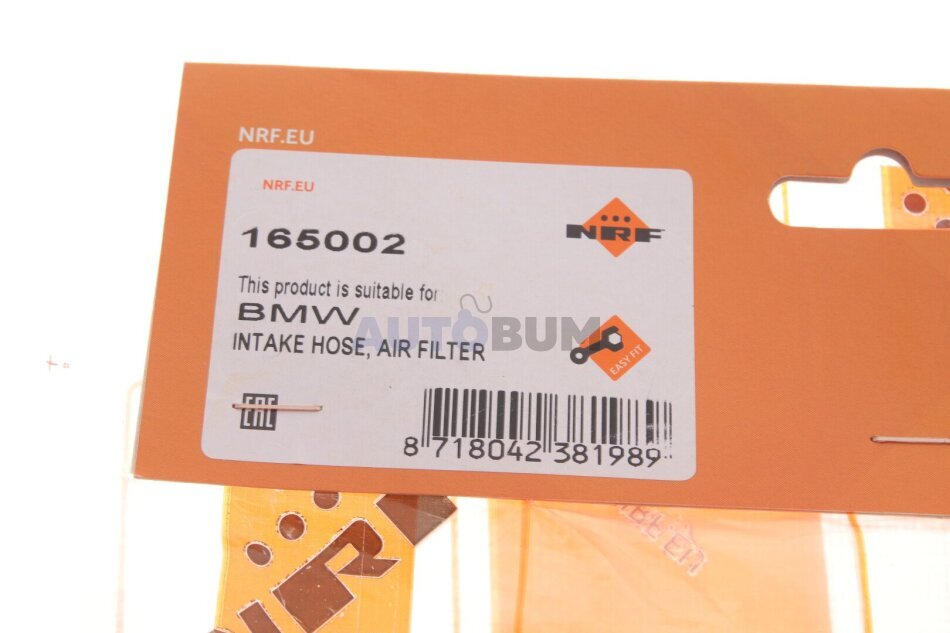 NRF.EU
NRF.EU
165002
NRF
This product is suitable for
BMW
AUTOBUM
INTAKE HOSE, AIR FILTER
EASY FIT
EAC
8 718042 381989
NRF